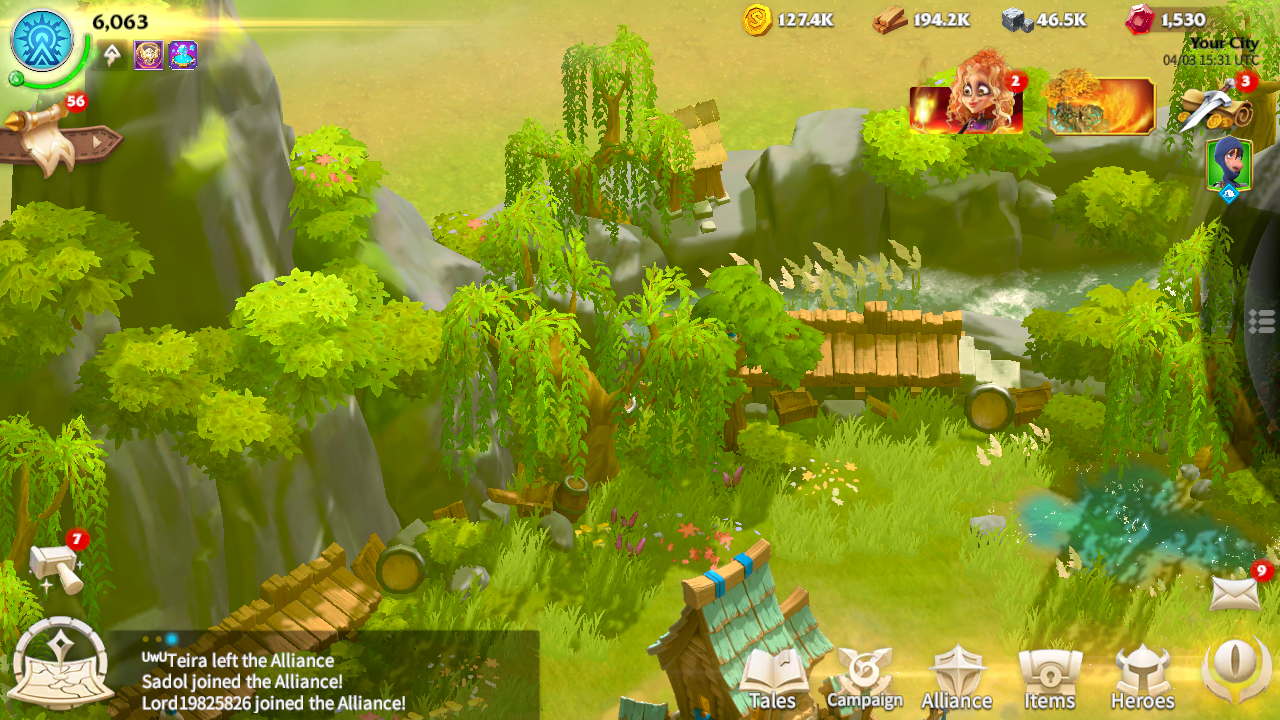 6,063
127.4K
194.2K
46.5K
1,530
Your City
04/03 15:31 UTC
2
3
56
7
9
UwUTeira left the Alliance
Sadol joined the Alliance!
Lord19825826 joined the Alliance!
Tales
Campaign
Alliance
Items
Heroes